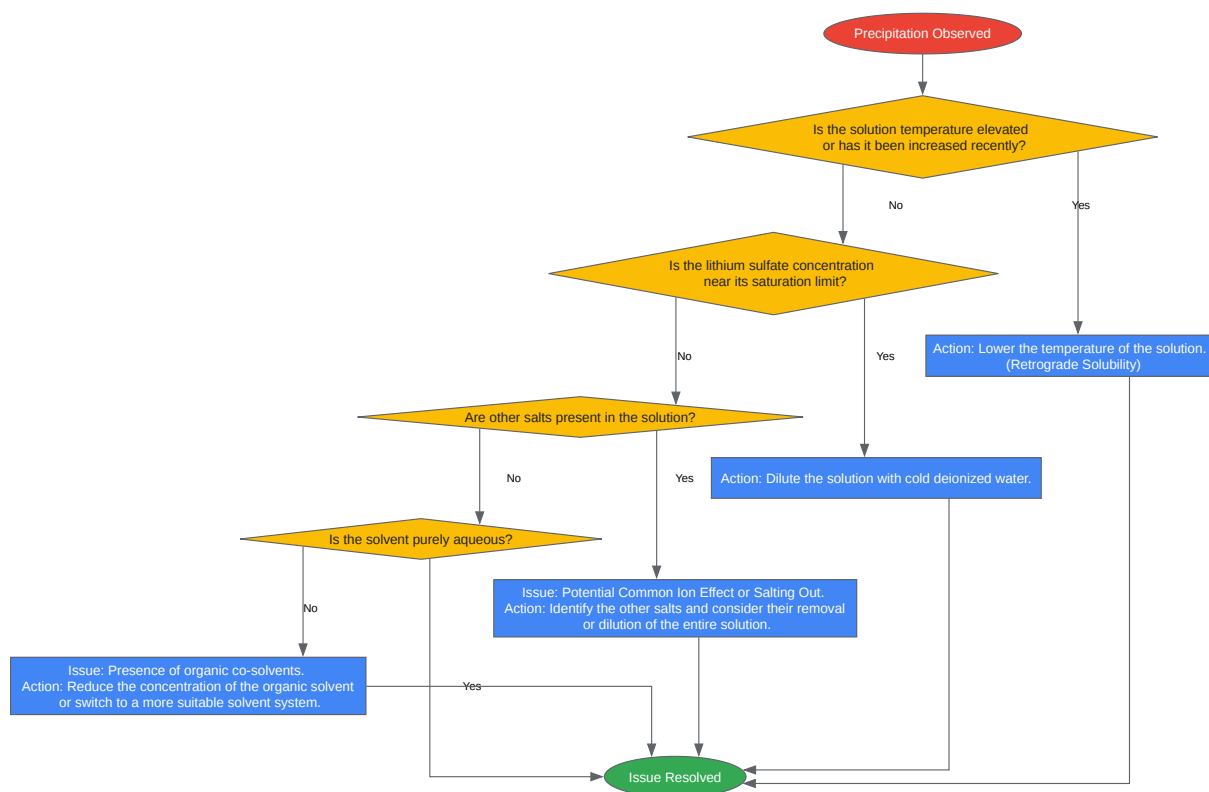 Precipitation Observed
Is the solution temperature elevated
or has it been increased recently?
No
Yes
Is the lithium sulfate concentration
near its saturation limit?
No
Yes
Action: Lower the temperature of the solution.
(Retrograde Solubility)
Are other salts present in the solution?
No
Yes
Action: Dilute the solution with cold deionized water.
Is the solvent purely aqueous?
No
Issue: Potential Common Ion Effect or Salting Out.
Action: Identify the other salts and consider their removal
or dilution of the entire solution.
Issue: Presence of organic co-solvents.
Action: Reduce the concentration of the organic solvent
or switch to a more suitable solvent system.
Yes
Issue Resolved